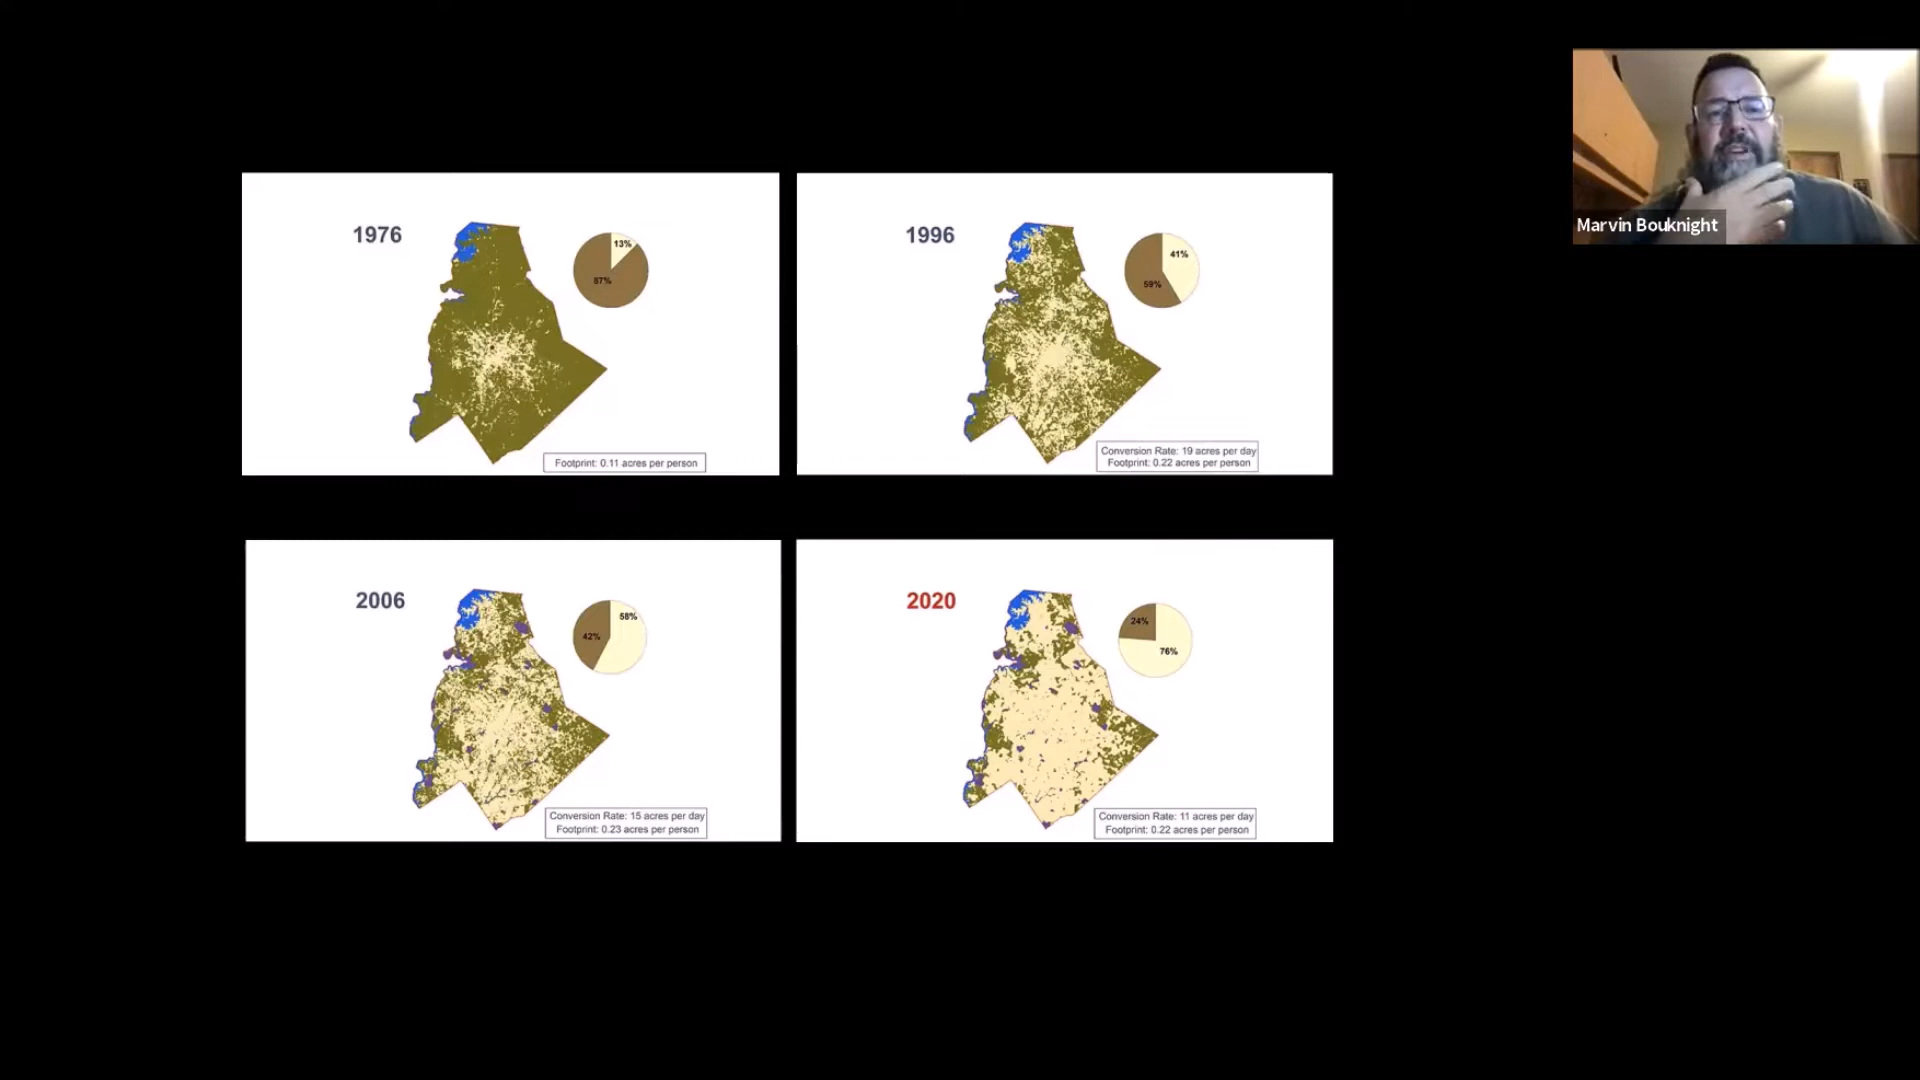 1976
13%
87%
Footprint: 0.11 acres per person
1996
41%
59%
Conversion Rate: 19 acres per day
Footprint: 0.22 acres per person
Marvin Bouknight
2006
58%
42%
Conversion Rate: 15 acres per day
Footprint: 0.23 acres per person
2020
24%
76%
Conversion Rate: 11 acres per day
Footprint: 0.22 acres per person